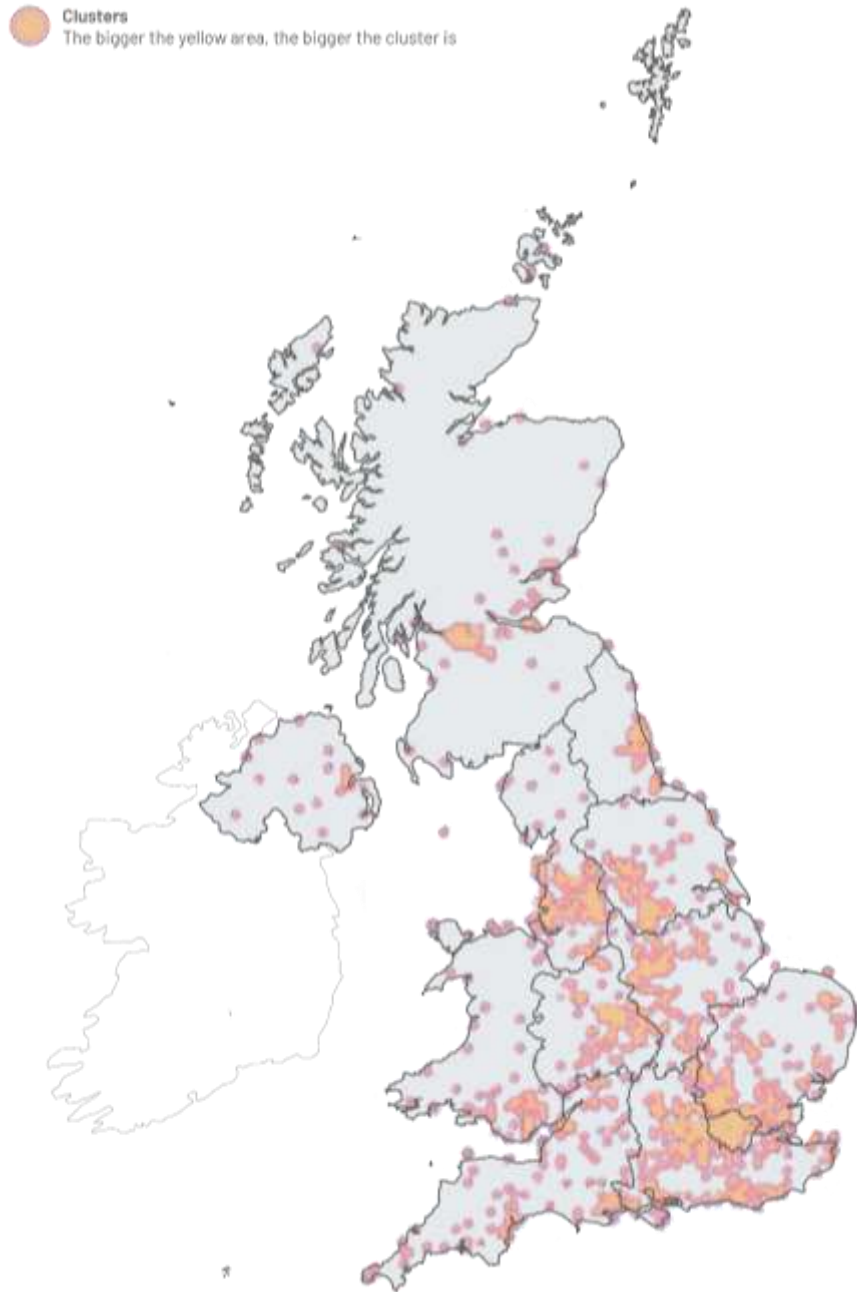 Clusters
The bigger the yellow area, the bigger the cluster is